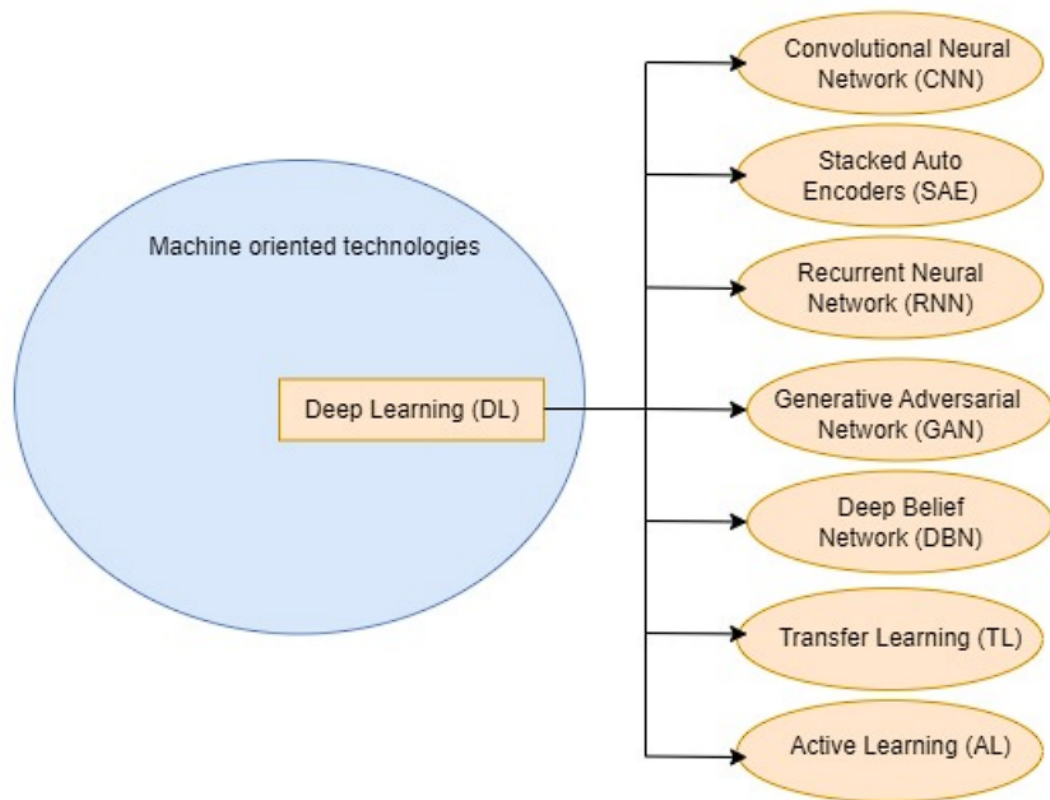 Machine oriented technologies
Deep Learning (DL)
Convolutional Neural
Network (CNN)
Stacked Auto
Encoders (SAE)
Recurrent Neural
Network (RNN)
Generative Adversarial
Network (GAN)
Deep Belief
Network (DBN)
Transfer Learning (TL)
Active Learning (AL)